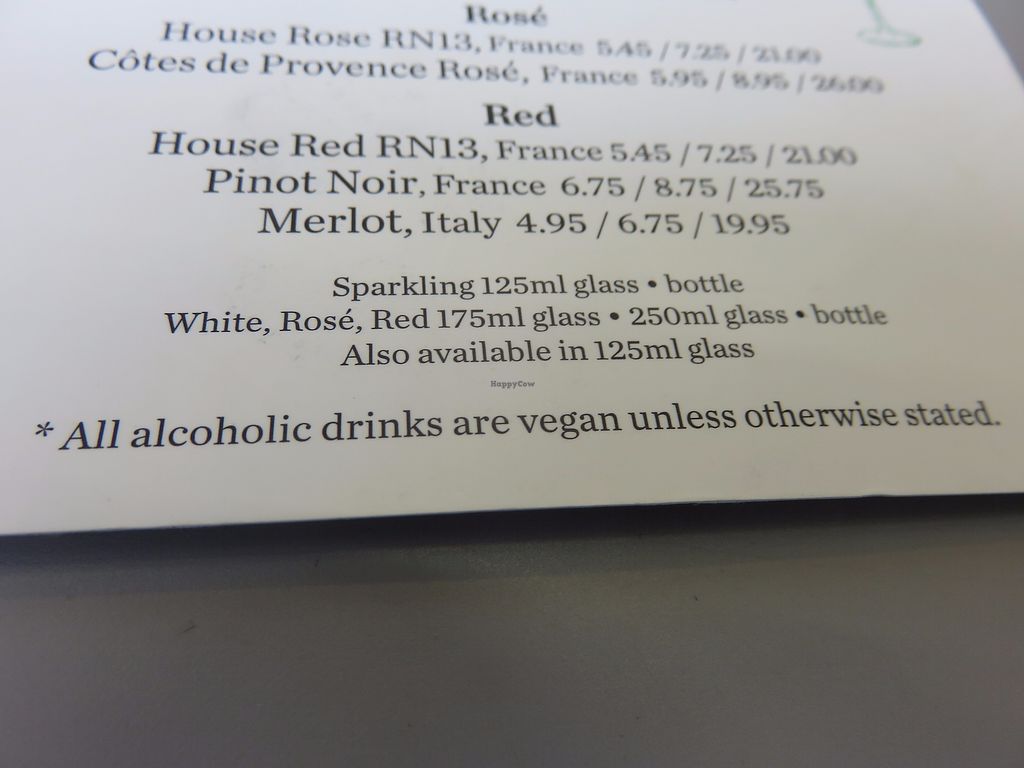 Rosé
House Rose RN13, France 5.45 / 7.25 / 21.00
Côtes de Provence Rosé, France 5.95 / 8.95 / 26.00
Red
House Red RN13, France 5.45 / 7.25 / 21.00
Pinot Noir, France 6.75 / 8.75 / 25.75
Merlot, Italy 4.95 / 6.75 / 19.95
Sparkling 125ml glass • bottle
White, Rosé, Red 175ml glass • 250ml glass • bottle
Also available in 125ml glass
HappyCow
* All alcoholic drinks are vegan unless otherwise stated.